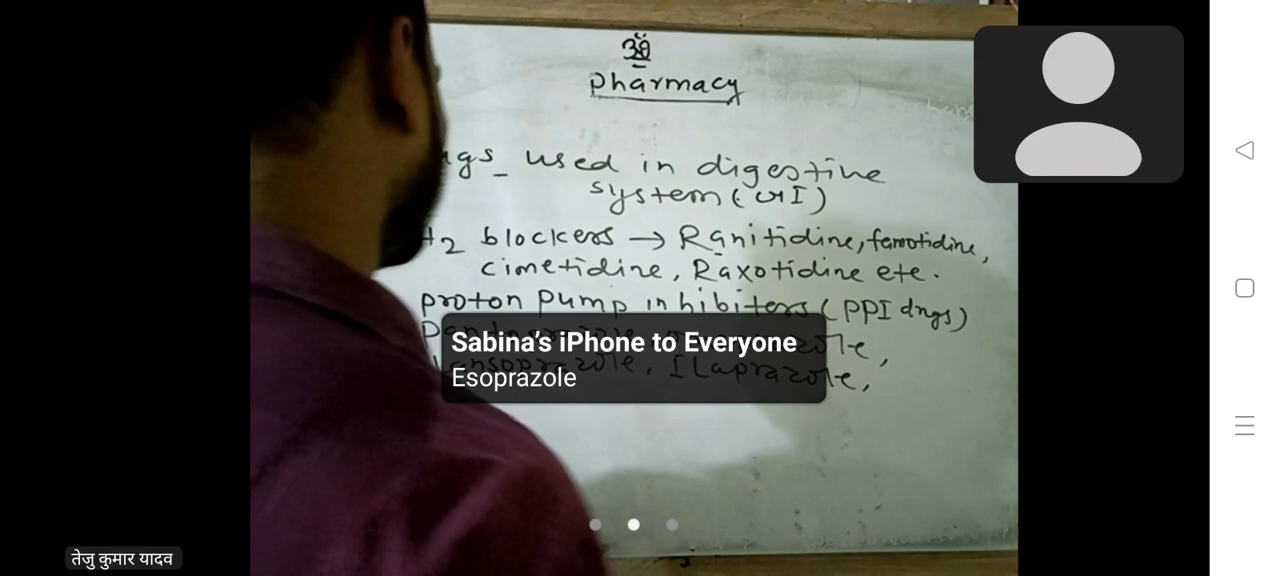 ॐ
Pharmacy
ugs used in digestive
system (GI)
H2 blockers → Ranitidine, famotidine,
cimetidine, Raxotidine etc.
proton pump inhibitors (PPI drugs)
Sabina’s iPhone to Everyone
Esoprazole
Lansoprazole, ILaprazole,
तेजु कुमार यादव